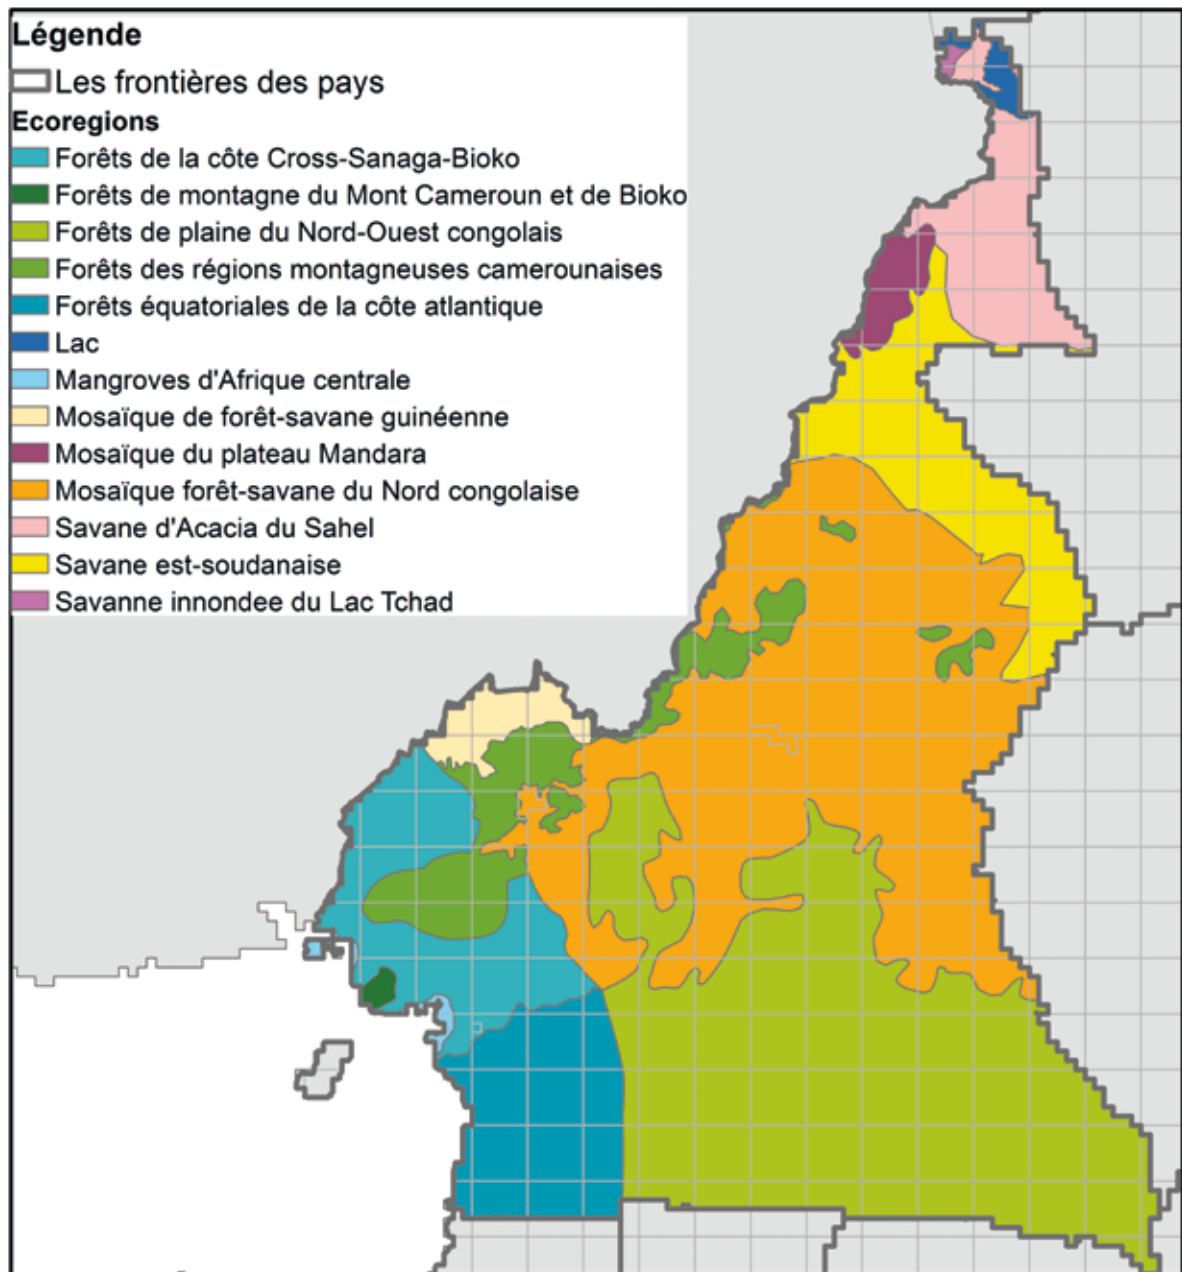 Légende
Les frontières des pays
Ecoregions
Forêts de la côte Cross-Sanaga-Bioko
Forêts de montagne du Mont Cameroun et de Bioko
Forêts de plaine du Nord-Ouest congolais
Forêts des régions montagneuses camerounaises
Forêts équatoriales de la côte atlantique
Lac
Mangroves d'Afrique centrale
Mosaïque de forêt-savane guinéenne
Mosaïque du plateau Mandara
Mosaïque forêt-savane du Nord congolaise
Savane d'Acacia du Sahel
Savane est-soudanaise
Savanne innondee du Lac Tchad